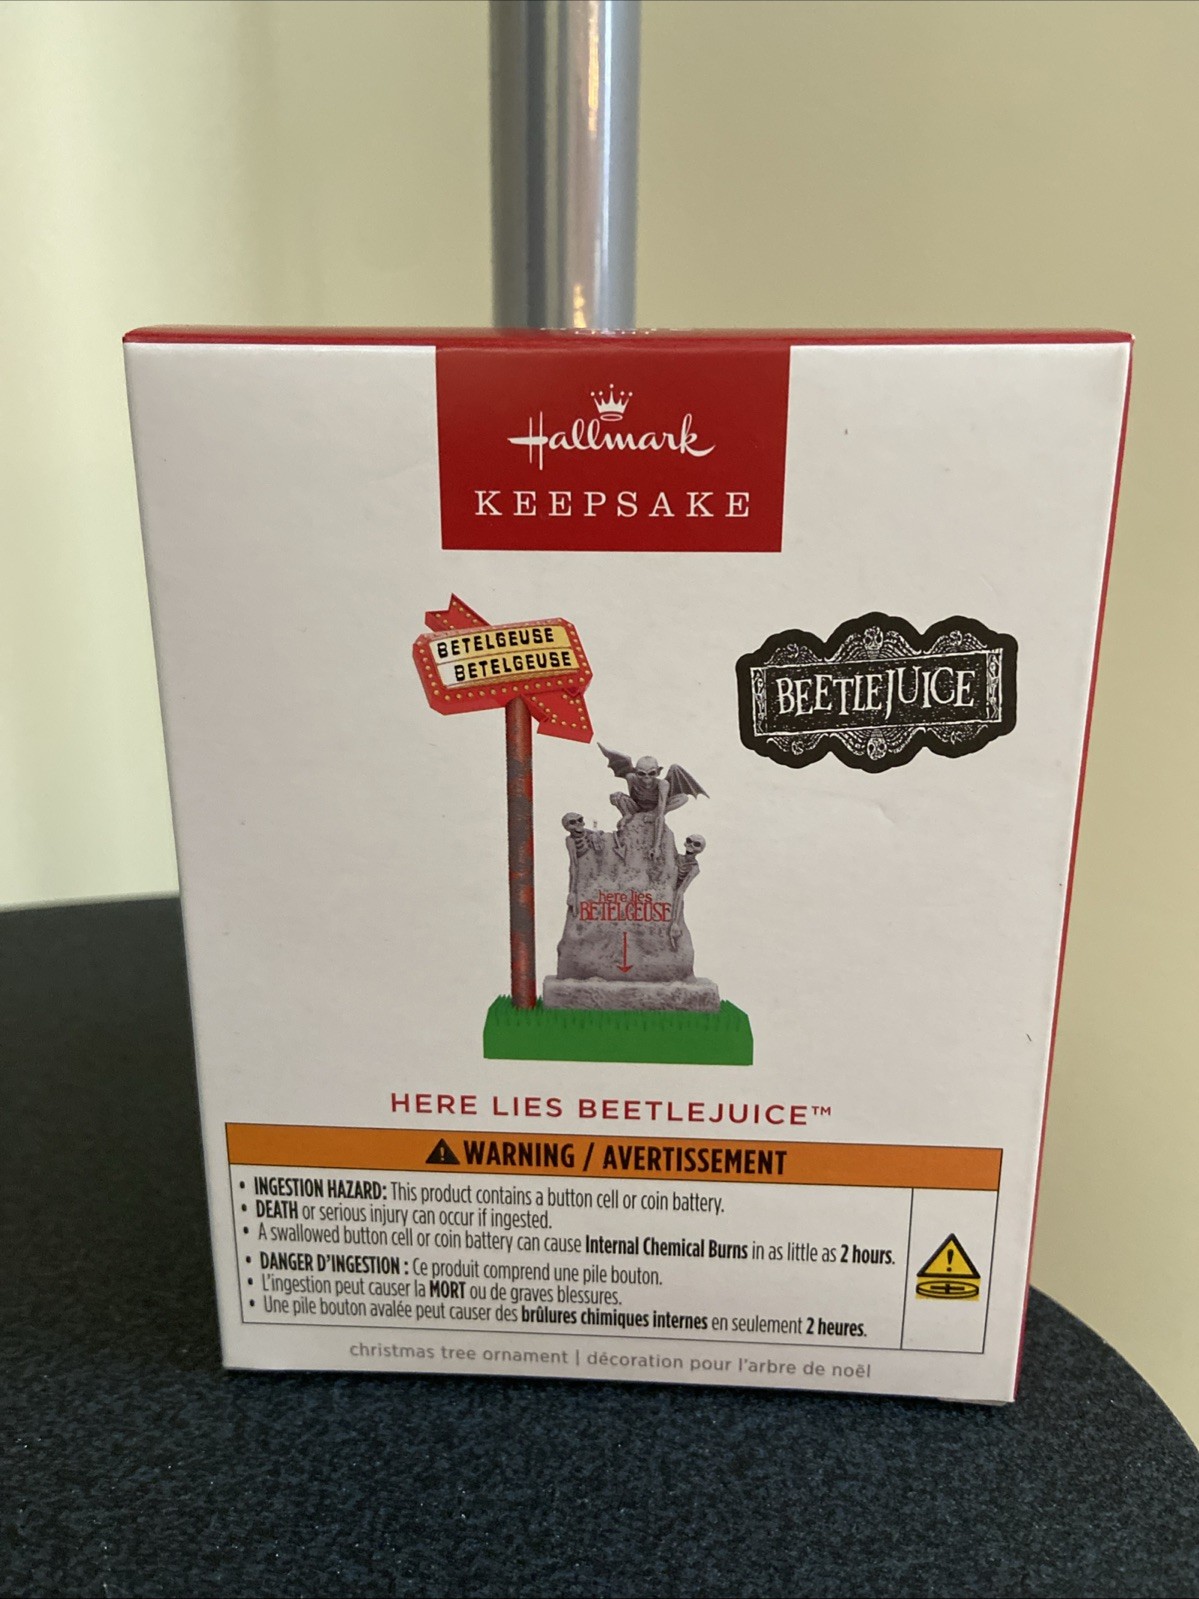 Hallmark
KEEPSAKE
BETELGEUSE
BETELGEUSE
BEETLEJUICE
here lies
BETELGEUSE
HERE LIES BEETLEJUICE™
WARNING / AVERTISSEMENT
• INGESTION HAZARD: This product contains a button cell or coin battery.
• DEATH or serious injury can occur if ingested.
• A swallowed button cell or coin battery can cause Internal Chemical Burns in as little as 2 hours.
• DANGER D'INGESTION : Ce produit comprend une pile bouton.
• L'ingestion peut causer la MORT ou de graves blessures.
• Une pile bouton avalée peut causer des brûlures chimiques internes en seulement 2 heures.
christmas tree ornament | décoration pour l'arbre de noël